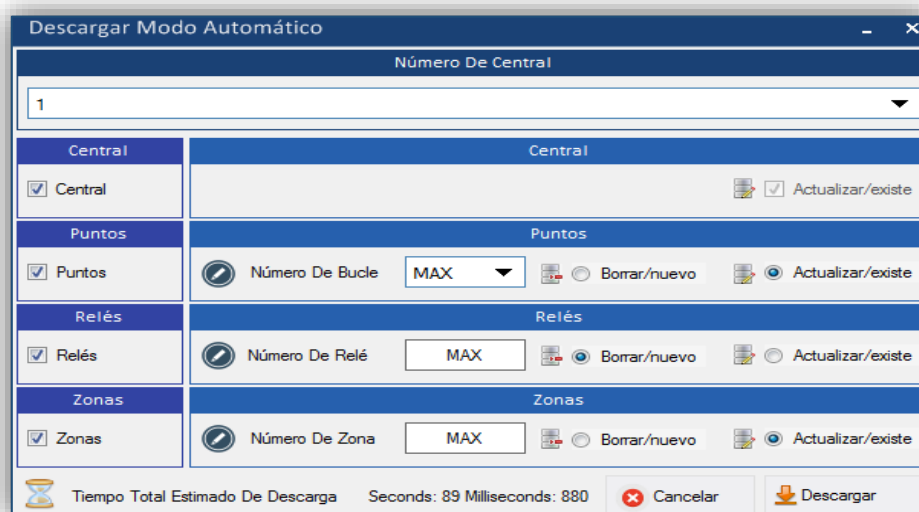 Descargar Modo Automático
Número De Central
1
Central Central
Central Actualizar/existe
Puntos Puntos
Puntos Número De Bucle MAX Borrar/nuevo Actualizar/existe
Relés Relés
Relés Número De Relé MAX Borrar/nuevo Actualizar/existe
Zonas Zonas
Zonas Número De Zona MAX Borrar/nuevo Actualizar/existe
Tiempo Total Estimado De Descarga Seconds: 89 Milliseconds: 880 Cancelar Descargar